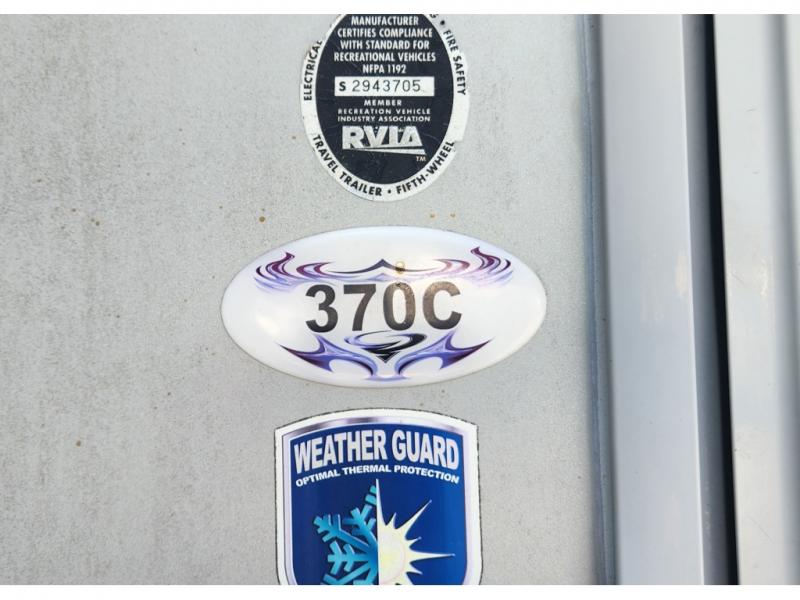 MANUFACTURER
CERTIFIES COMPLIANCE
WITH STANDARD FOR
RECREATIONAL VEHICLES
NFPA 1192
S 2943705
MEMBER
RECREATION VEHICLE
INDUSTRY ASSOCIATION
RVIA
TM
ELECTRICAL
FIRE SAFETY
TRAVEL TRAILER • FIFTH-WHEEL
370C
WEATHER GUARD
OPTIMAL THERMAL PROTECTION